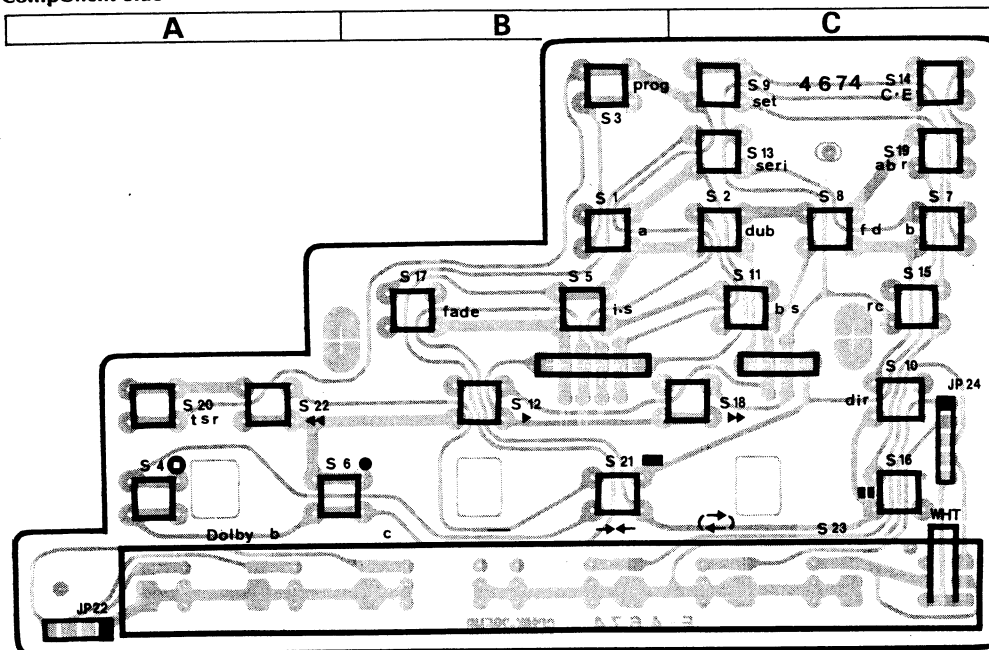 Component side
A B C
prog S 9 4 6 7 4 S 14
set C·E
S 3
S 13 S 19
seri ab r
S 1 S 2 S 8 S 7
a dub fd b
S 17 S 5 S 11 S 15
fade i·s b s rc
S 10
JP 24
S 20 S 22 S 12 S 18 dir
tsr
S 4 S 6 S 21 S 16
WHT
Dolby b c S 23
JP22